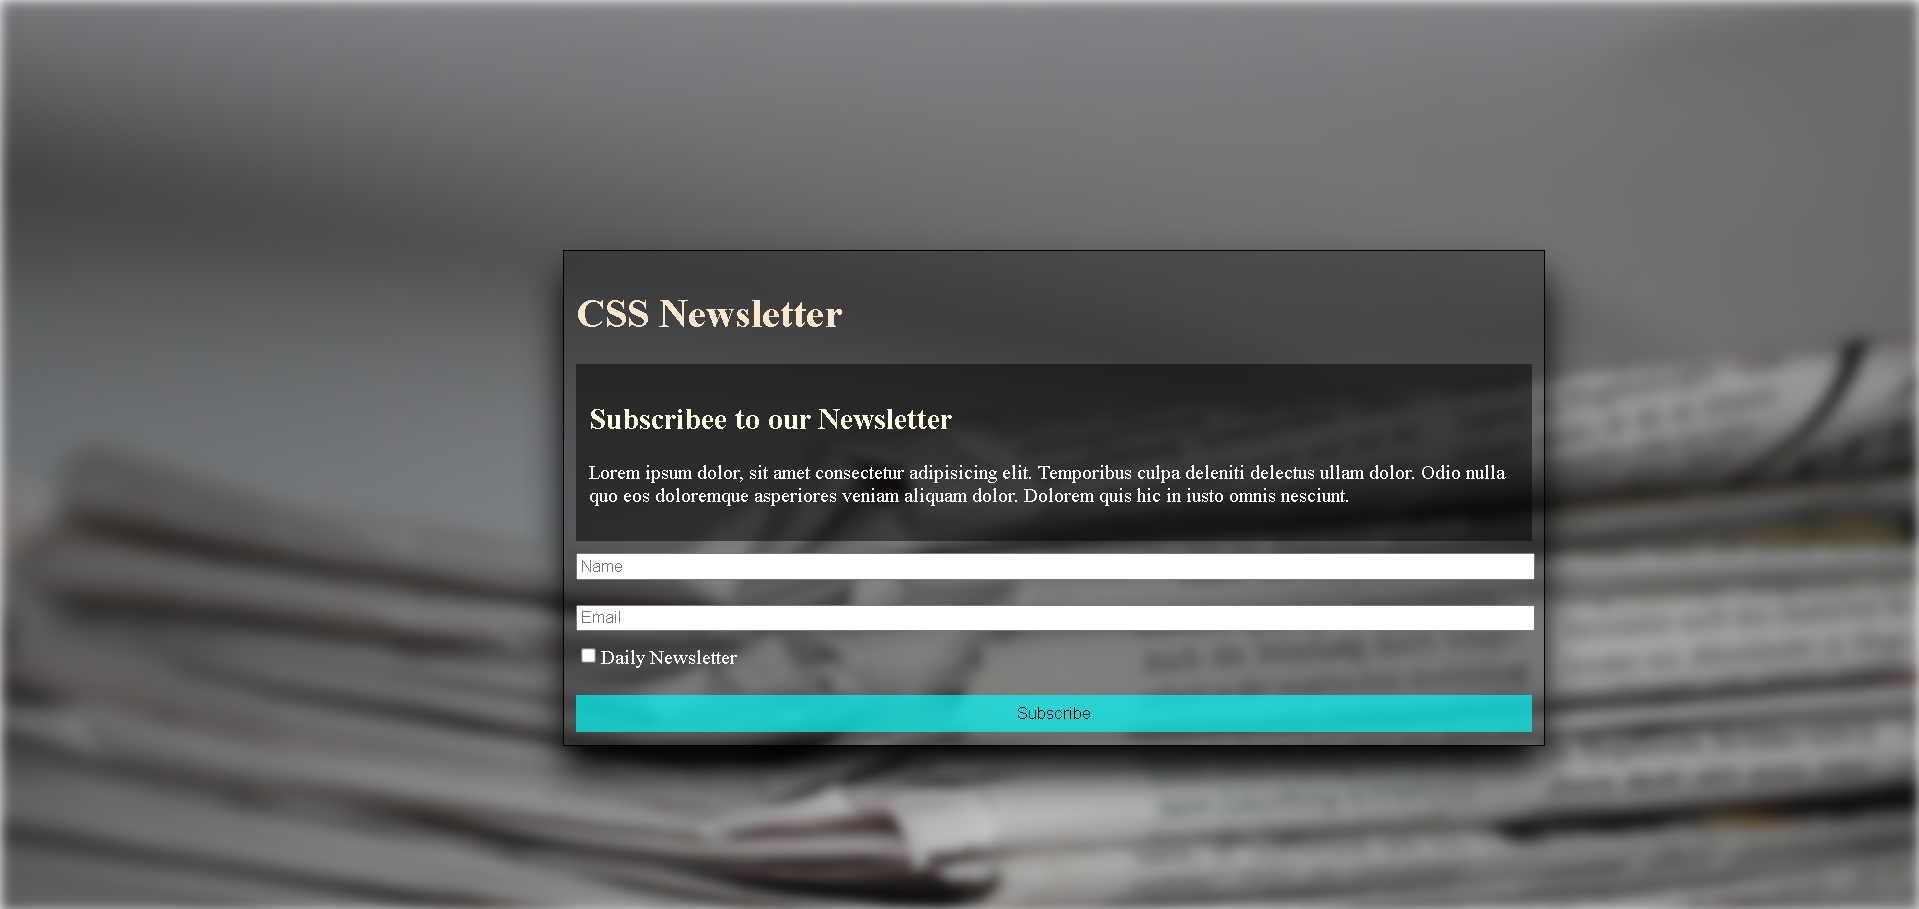 CSS Newsletter
Subscribee to our Newsletter
Lorem ipsum dolor, sit amet consectetur adipisicing elit. Temporibus culpa deleniti delectus ullam dolor. Odio nulla
quo eos doloremque asperiores veniam aliquam dolor. Dolorem quis hic in iusto omnis nesciunt.
Name
Email
Daily Newsletter
Subscribe